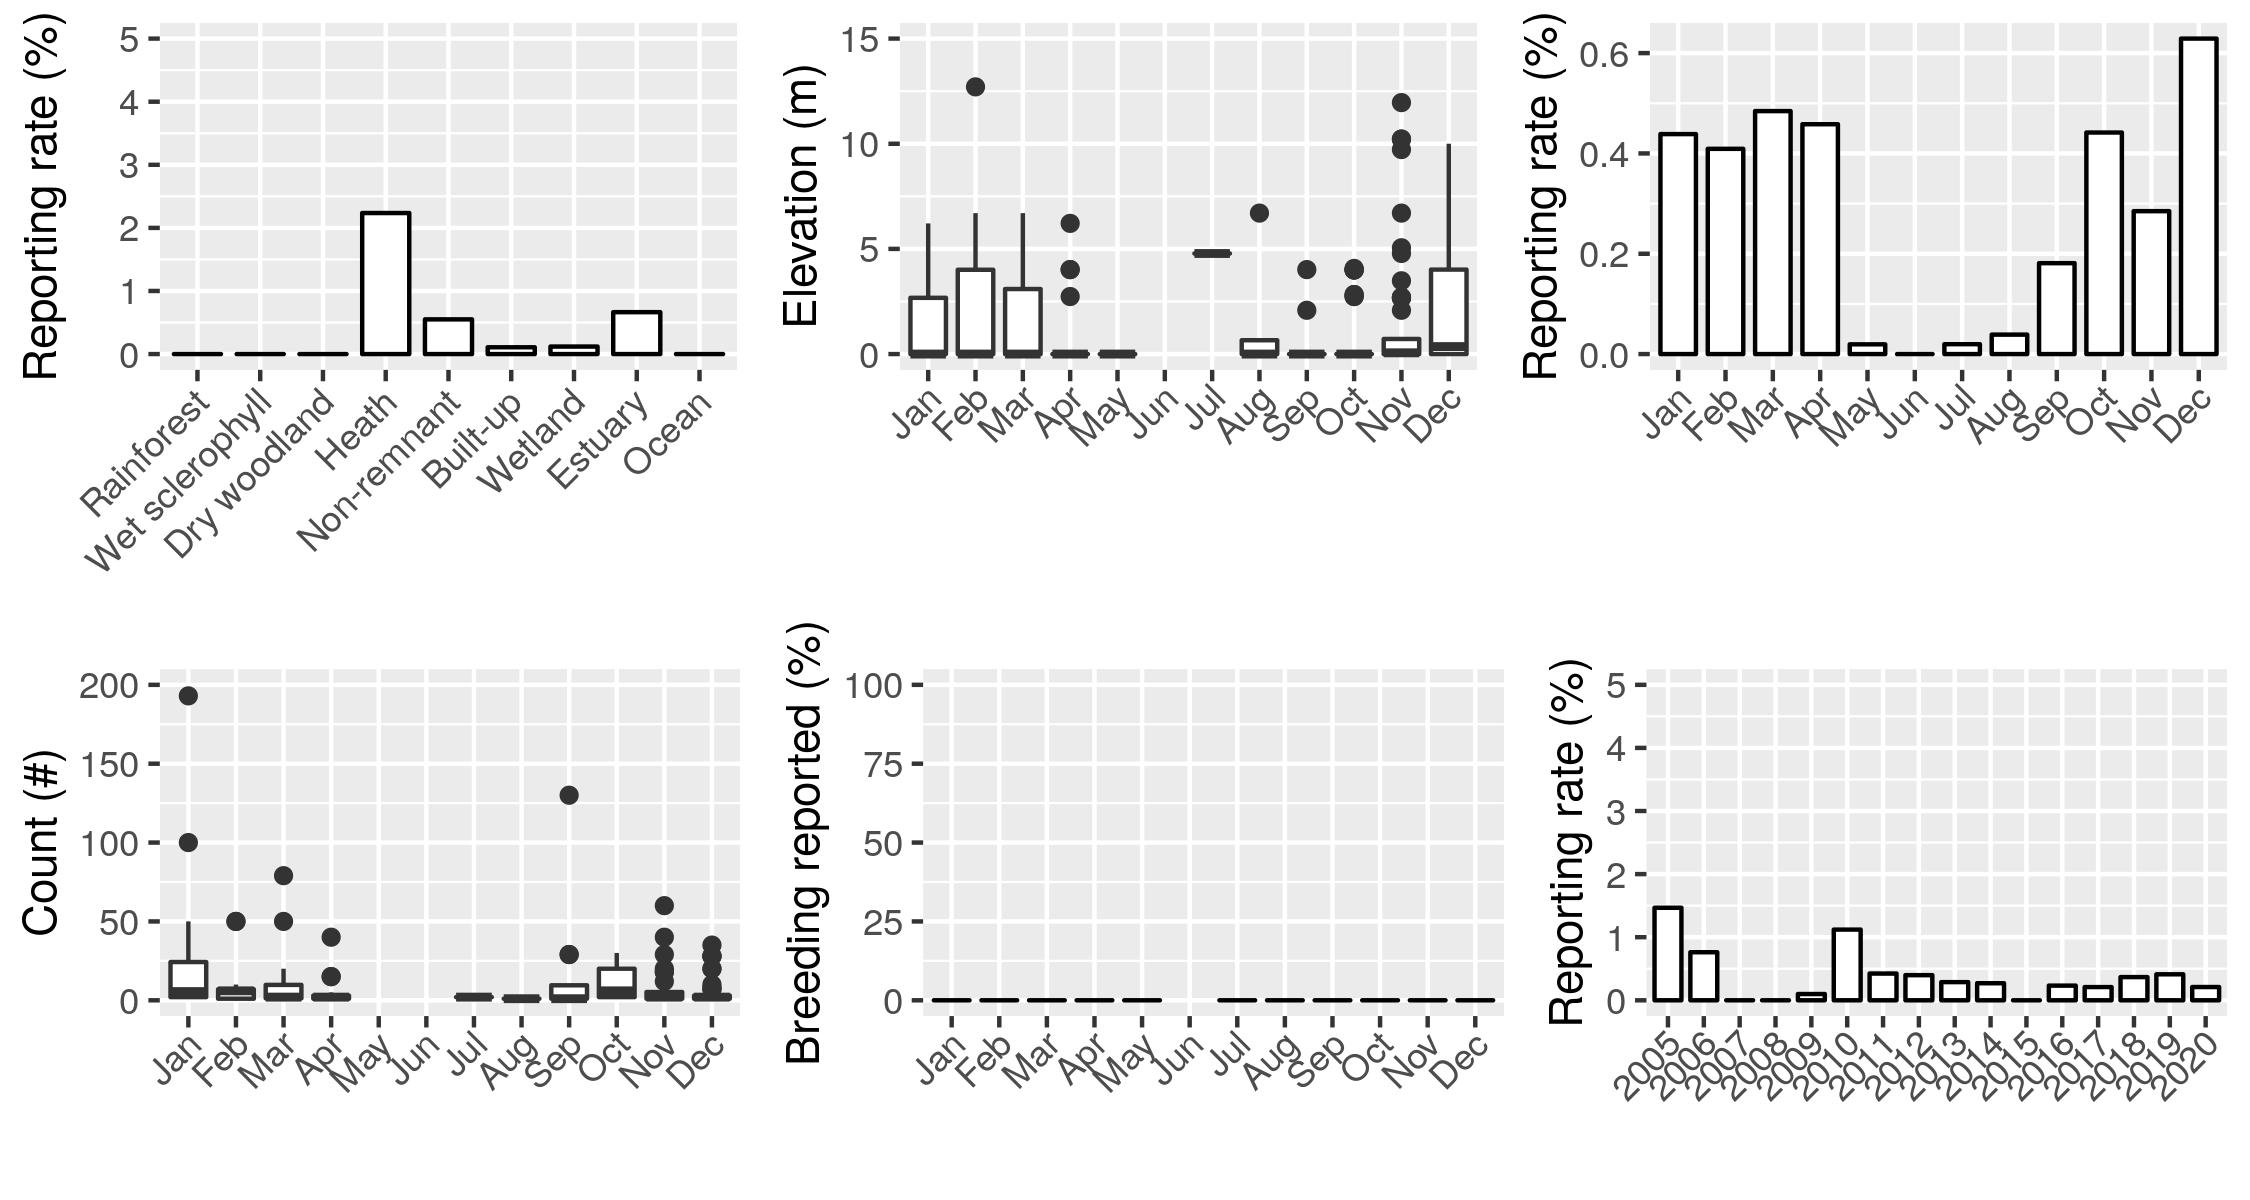 Reporting rate (%)
5
4
3
2
1
0
Rainforest
Wet sclerophyll
Dry woodland
Heath
Non-remnant
Built-up
Wetland
Estuary
Ocean
Elevation (m)
15
10
5
0
Jan
Feb
Mar
Apr
May
Jun
Jul
Aug
Sep
Oct
Nov
Dec
Reporting rate (%)
0.6
0.4
0.2
0.0
Jan
Feb
Mar
Apr
May
Jun
Jul
Aug
Sep
Oct
Nov
Dec
Count (#)
200
150
100
50
0
Jan
Feb
Mar
Apr
May
Jun
Jul
Aug
Sep
Oct
Nov
Dec
Breeding reported (%)
100
75
50
25
0
Jan
Feb
Mar
Apr
May
Jun
Jul
Aug
Sep
Oct
Nov
Dec
Reporting rate (%)
5
4
3
2
1
0
2005
2006
2007
2008
2009
2010
2011
2012
2013
2014
2015
2016
2017
2018
2019
2020